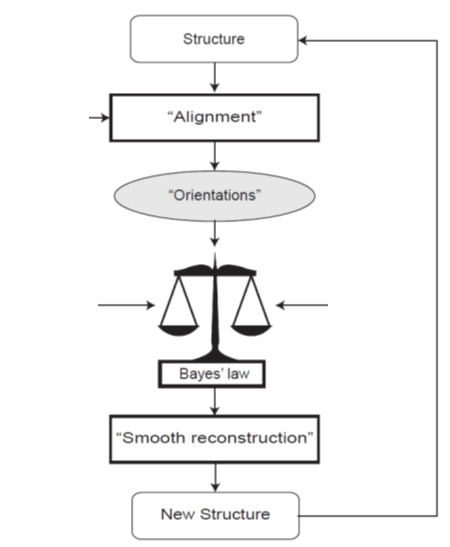 Structure
“Alignment”
“Orientations”
Bayes’ law
“Smooth reconstruction”
New Structure